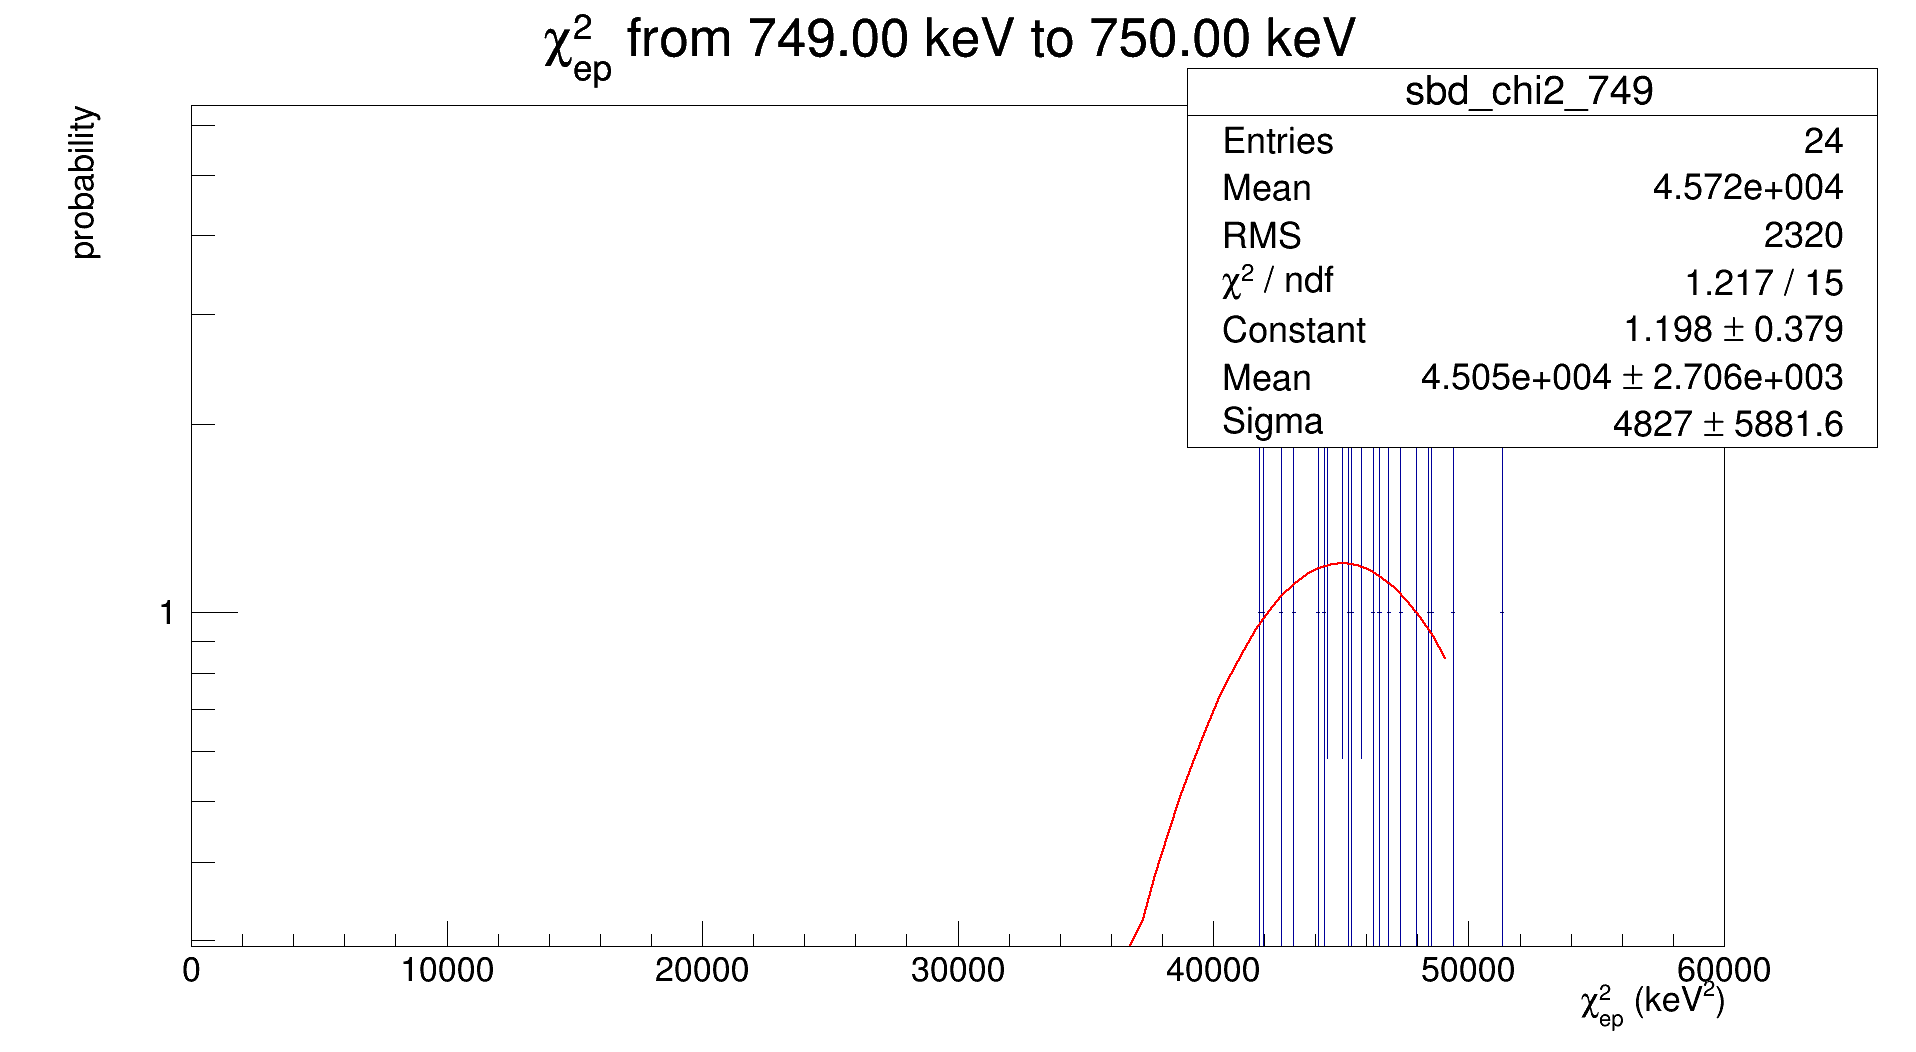 χ²ep from 749.00 keV to 750.00 keV
probability
sbd_chi2_749
Entries 24
Mean 4.572e+004
RMS 2320
χ² / ndf 1.217 / 15
Constant 1.198 ± 0.379
Mean 4.505e+004 ± 2.706e+003
Sigma 4827 ± 5881.6
1
0 10000 20000 30000 40000 50000 60000
χ²ep (keV²)